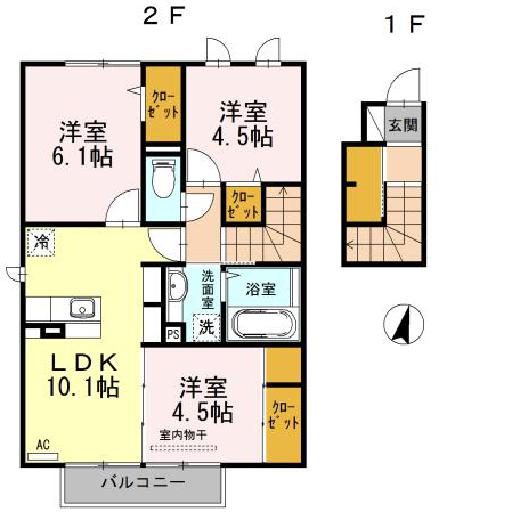 ２Ｆ
１Ｆ
洋室
6.1帖
クロー
ゼット
洋室
4.5帖
玄関
クロー
ゼット
冷
洗面室
浴室
洗
PS
ＬＤＫ
10.1帖
洋室
4.5帖
クロー
ゼット
室内物干
AC
バルコニー